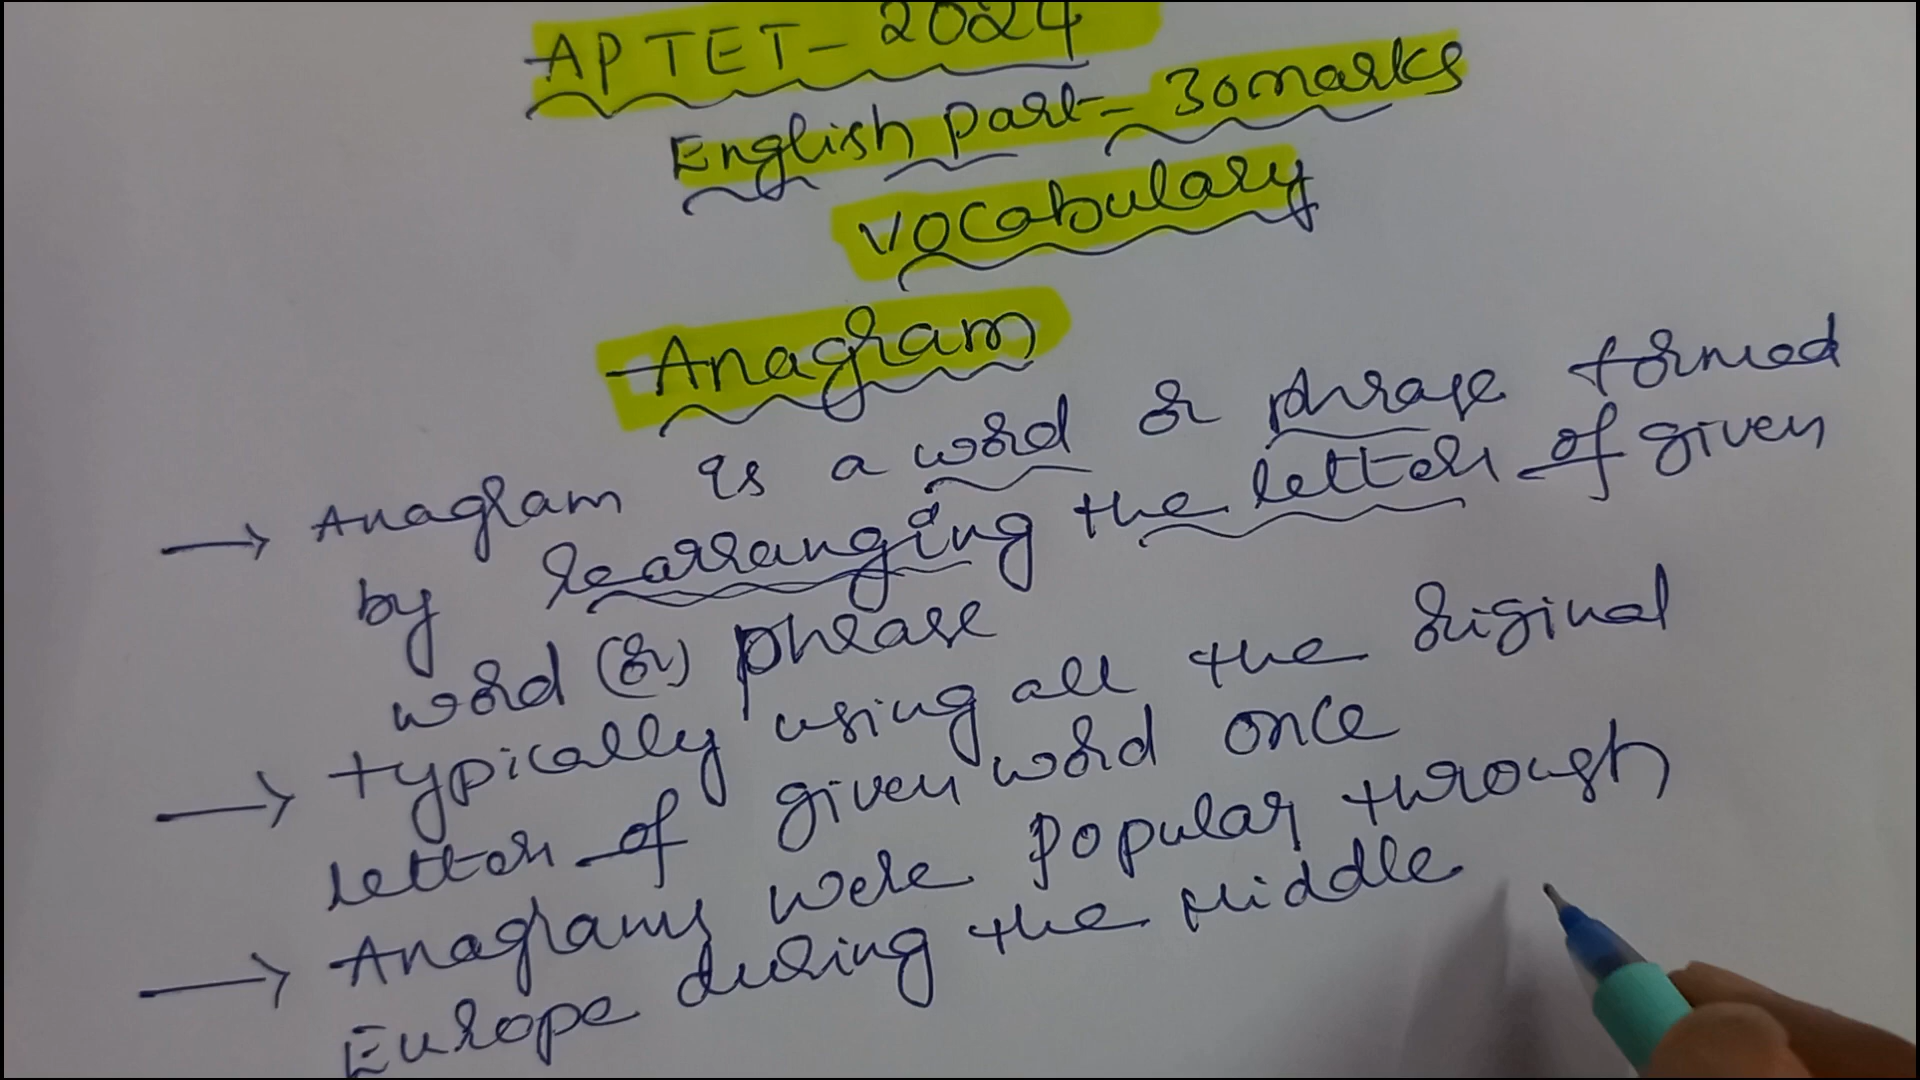 APTET - 2024
English part - 30 marks
Vocabulary
Anagram
→ Anagram is a word or phrase formed
by rearranging the letters of given
word (or) phrase
→ typically using all the original
letters of given word once
→ Anagrams were popular through
Europe during the Middle